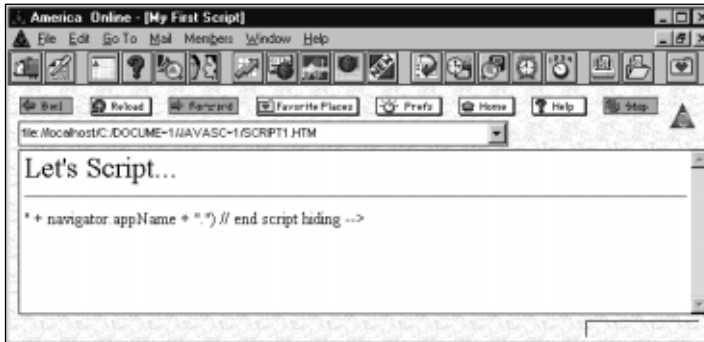 America Online - [My First Script]
File Edit Go To Mail Members Window Help
Reload Forward Favorite Places Prefs Home Help Stop
file:///localhost/C:/DOCUME~1/JAVASC~1/SCRIPT1.HTM
Let's Script...
" + navigator.appName + ".") // end script hiding -->